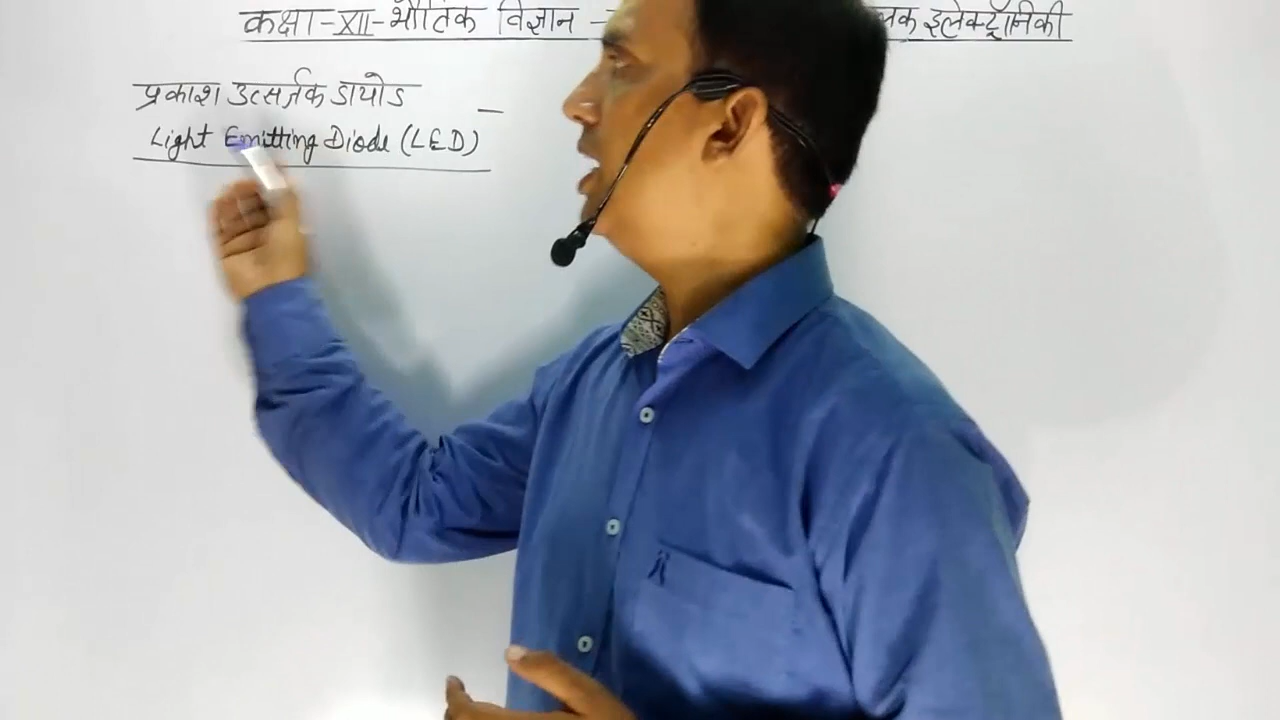 कक्षा-XII-भौतिक विज्ञान - इलेक्ट्रॉनिकी
प्रकाश उत्सर्जक डायोड
Light Emitting Diode (LED) -